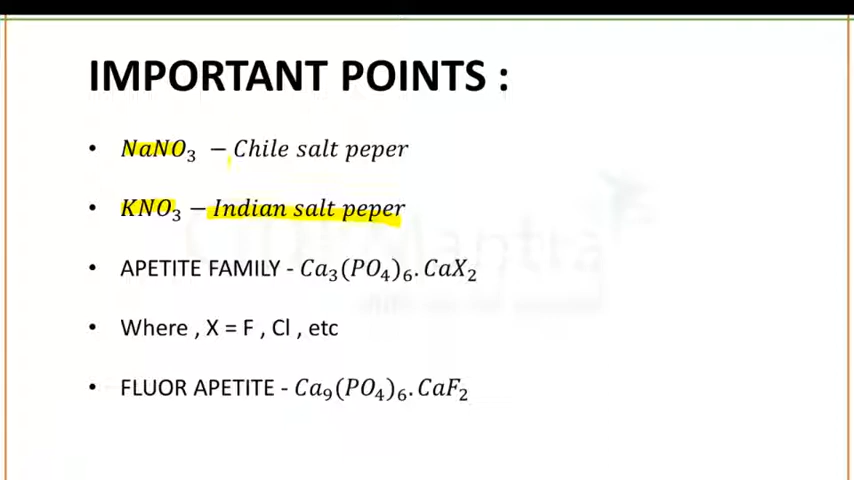 IMPORTANT POINTS :
• NaNO₃ – Chile salt peper
• KNO₃ – Indian salt peper
• APETITE FAMILY - Ca₃(PO₄)₆.CaX₂
• Where , X = F , Cl , etc
• FLUOR APETITE - Ca₉(PO₄)₆.CaF₂